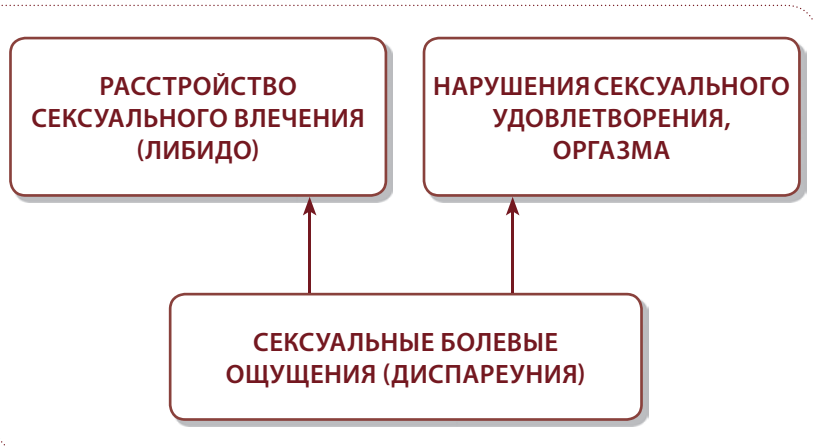 РАССТРОЙСТВО
СЕКСУАЛЬНОГО ВЛЕЧЕНИЯ
(ЛИБИДО)
НАРУШЕНИЯ СЕКСУАЛЬНОГО
УДОВЛЕТВОРЕНИЯ,
ОРГАЗМА
СЕКСУАЛЬНЫЕ БОЛЕВЫЕ
ОЩУЩЕНИЯ (ДИСПАРЕУНИЯ)